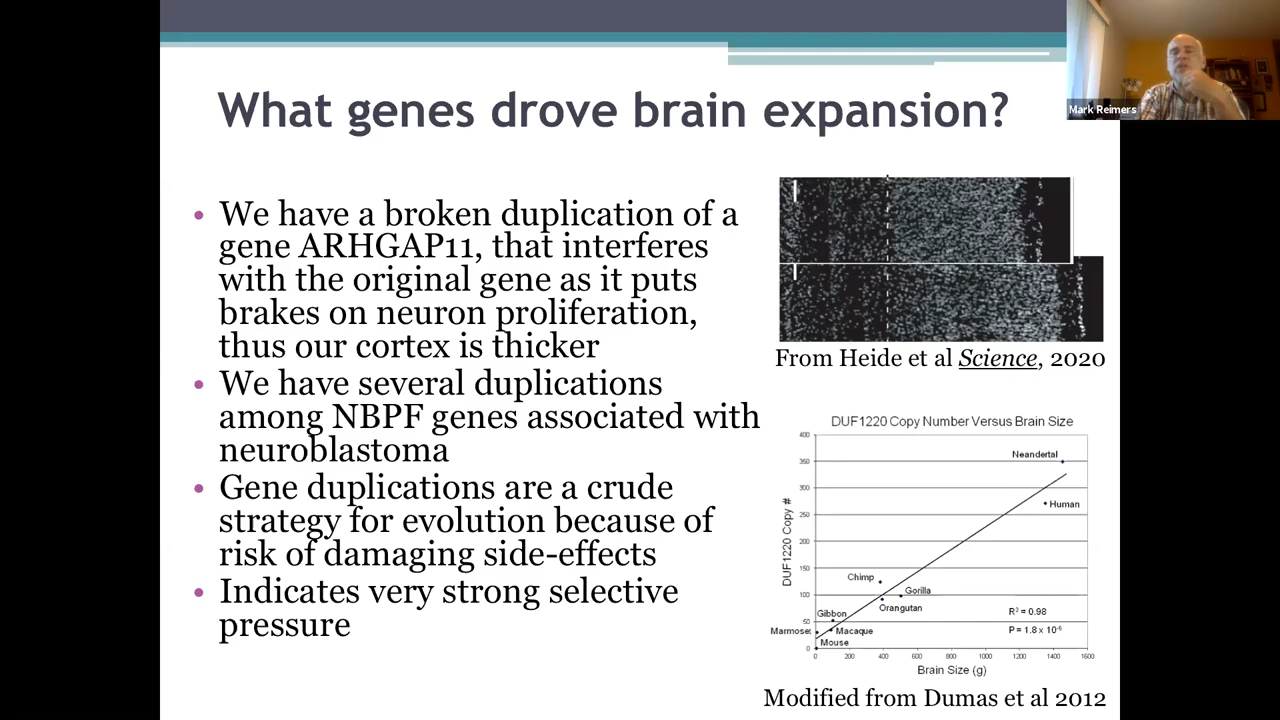 Mark Reimers
What genes drove brain expansion?
• We have a broken duplication of a
gene ARHGAP11, that interferes
with the original gene as it puts
brakes on neuron proliferation,
thus our cortex is thicker
• We have several duplications
among NBPF genes associated with
neuroblastoma
• Gene duplications are a crude
strategy for evolution because of
risk of damaging side-effects
• Indicates very strong selective
pressure
From Heide et al Science, 2020
DUF1220 Copy Number Versus Brain Size
DUF1220 Copy #
400
350
300
250
200
150
100
50
0
Neandertal
Human
Chimp
Gorilla
Orangutan
Gibbon
Marmoset
Macaque
Mouse
R² = 0.98
P = 1.8 x 10⁻⁶
0 200 400 600 800 1000 1200 1400 1600
Brain Size (g)
Modified from Dumas et al 2012